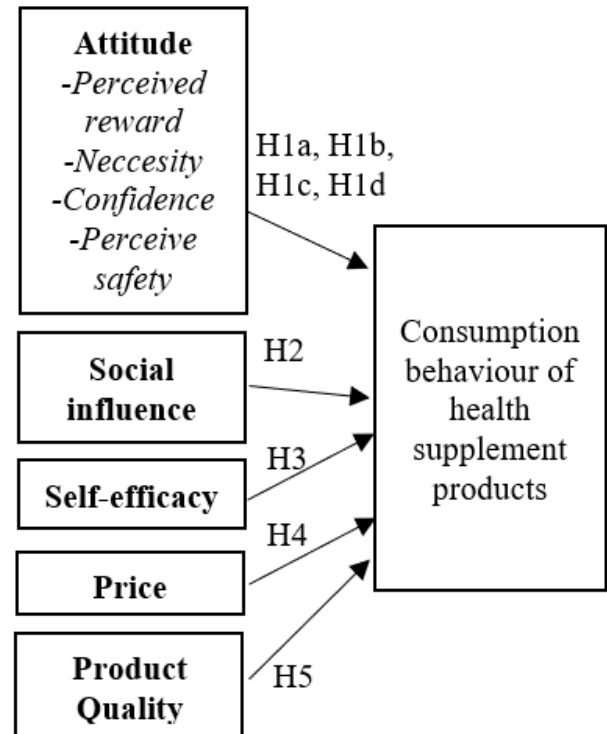 Attitude
-Perceived
reward
-Neccesity
-Confidence
-Perceive
safety
H1a, H1b,
H1c, H1d
Social
influence
H2
Self-efficacy
H3
Price
H4
Product
Quality
H5
Consumption
behaviour of
health
supplement
products